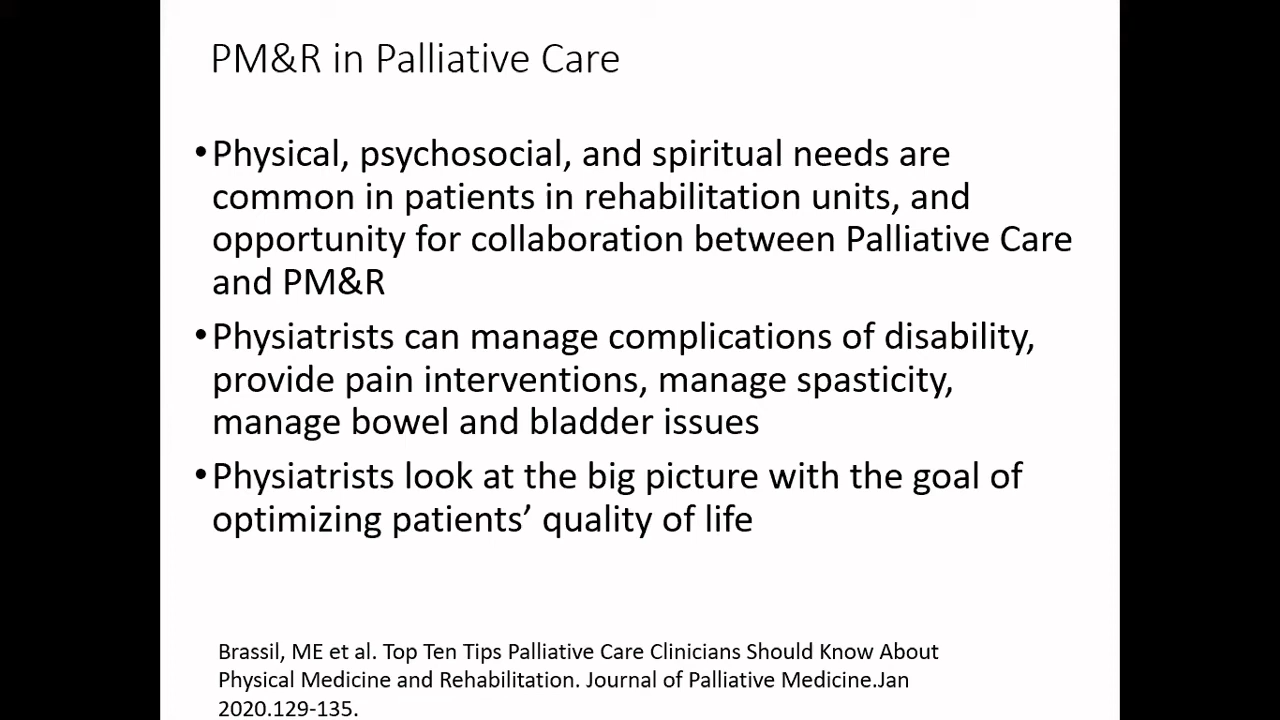 PM&R in Palliative Care
•Physical, psychosocial, and spiritual needs are
common in patients in rehabilitation units, and
opportunity for collaboration between Palliative Care
and PM&R
•Physiatrists can manage complications of disability,
provide pain interventions, manage spasticity,
manage bowel and bladder issues
•Physiatrists look at the big picture with the goal of
optimizing patients’ quality of life
Brassil, ME et al. Top Ten Tips Palliative Care Clinicians Should Know About
Physical Medicine and Rehabilitation. Journal of Palliative Medicine.Jan
2020.129-135.